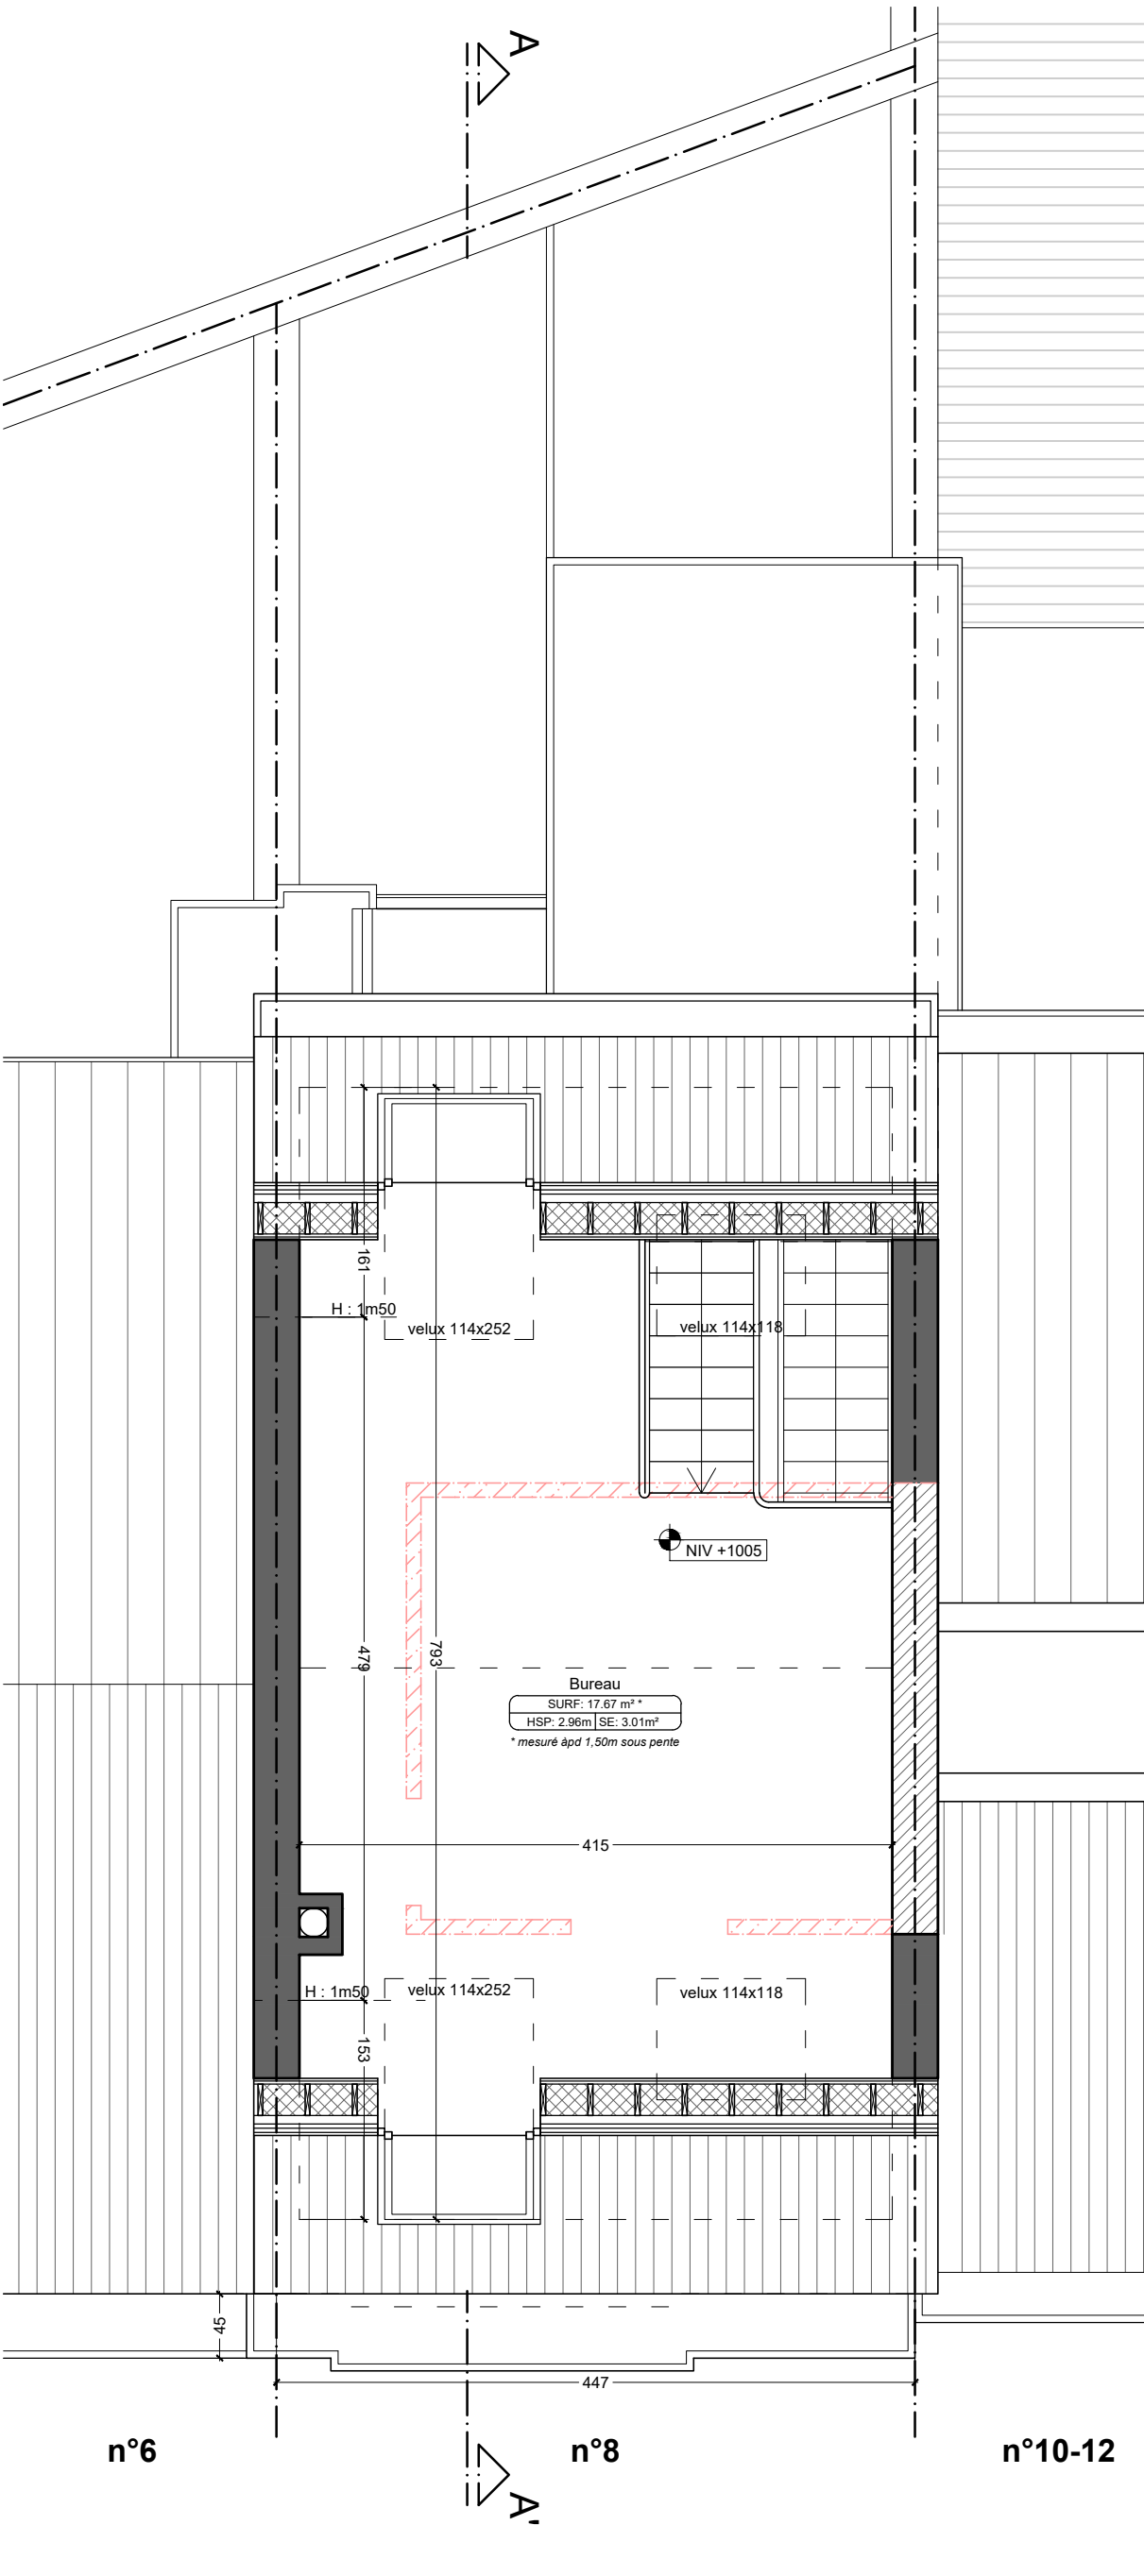 A
161
H : 1m50
velux 114x252
velux 114x118
NIV +1005
479
793
Bureau
SURF: 17.67 m² *
HSP: 2.96m SE: 3.01m²
* mesuré àpd 1,50m sous pente
415
H : 1m50
velux 114x252
velux 114x118
153
45
447
n°6
n°8
n°10-12
A'